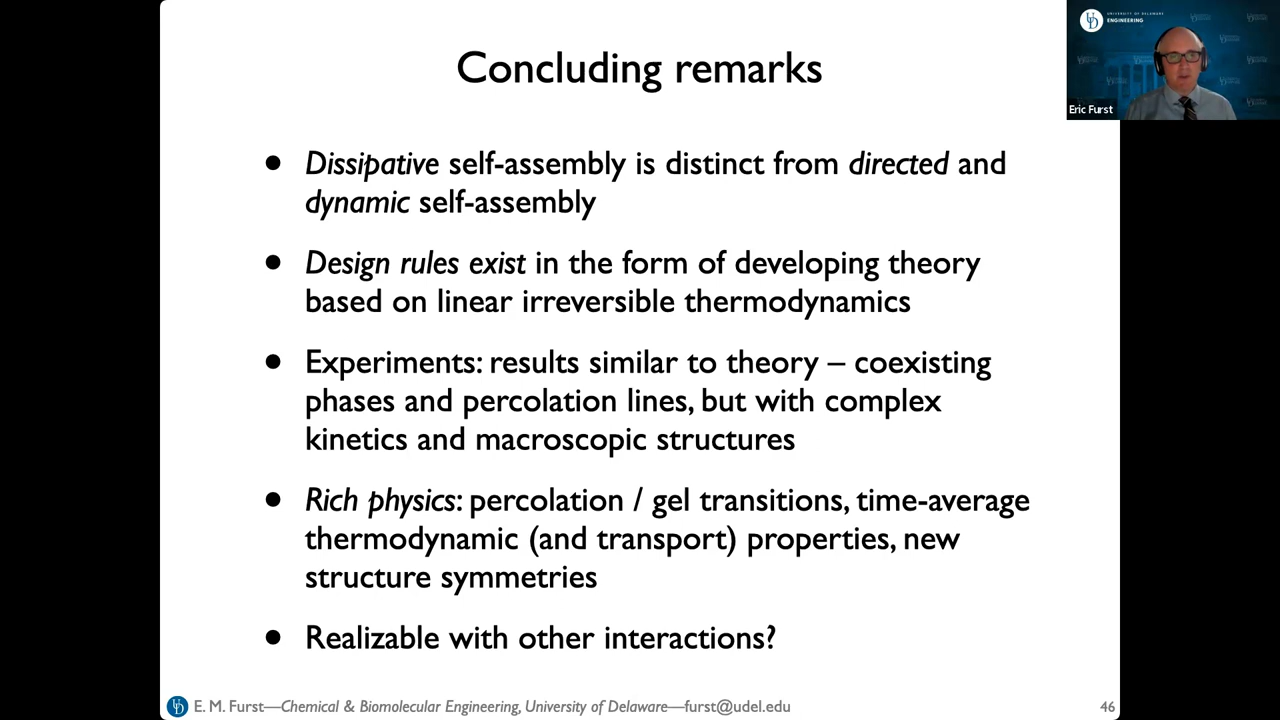 Concluding remarks
UNIVERSITY OF DELAWARE
ENGINEERING
Eric Furst
● Dissipative self-assembly is distinct from directed and
dynamic self-assembly
● Design rules exist in the form of developing theory
based on linear irreversible thermodynamics
● Experiments: results similar to theory – coexisting
phases and percolation lines, but with complex
kinetics and macroscopic structures
● Rich physics: percolation / gel transitions, time-average
thermodynamic (and transport) properties, new
structure symmetries
● Realizable with other interactions?
E. M. Furst—Chemical & Biomolecular Engineering, University of Delaware—furst@udel.edu
46